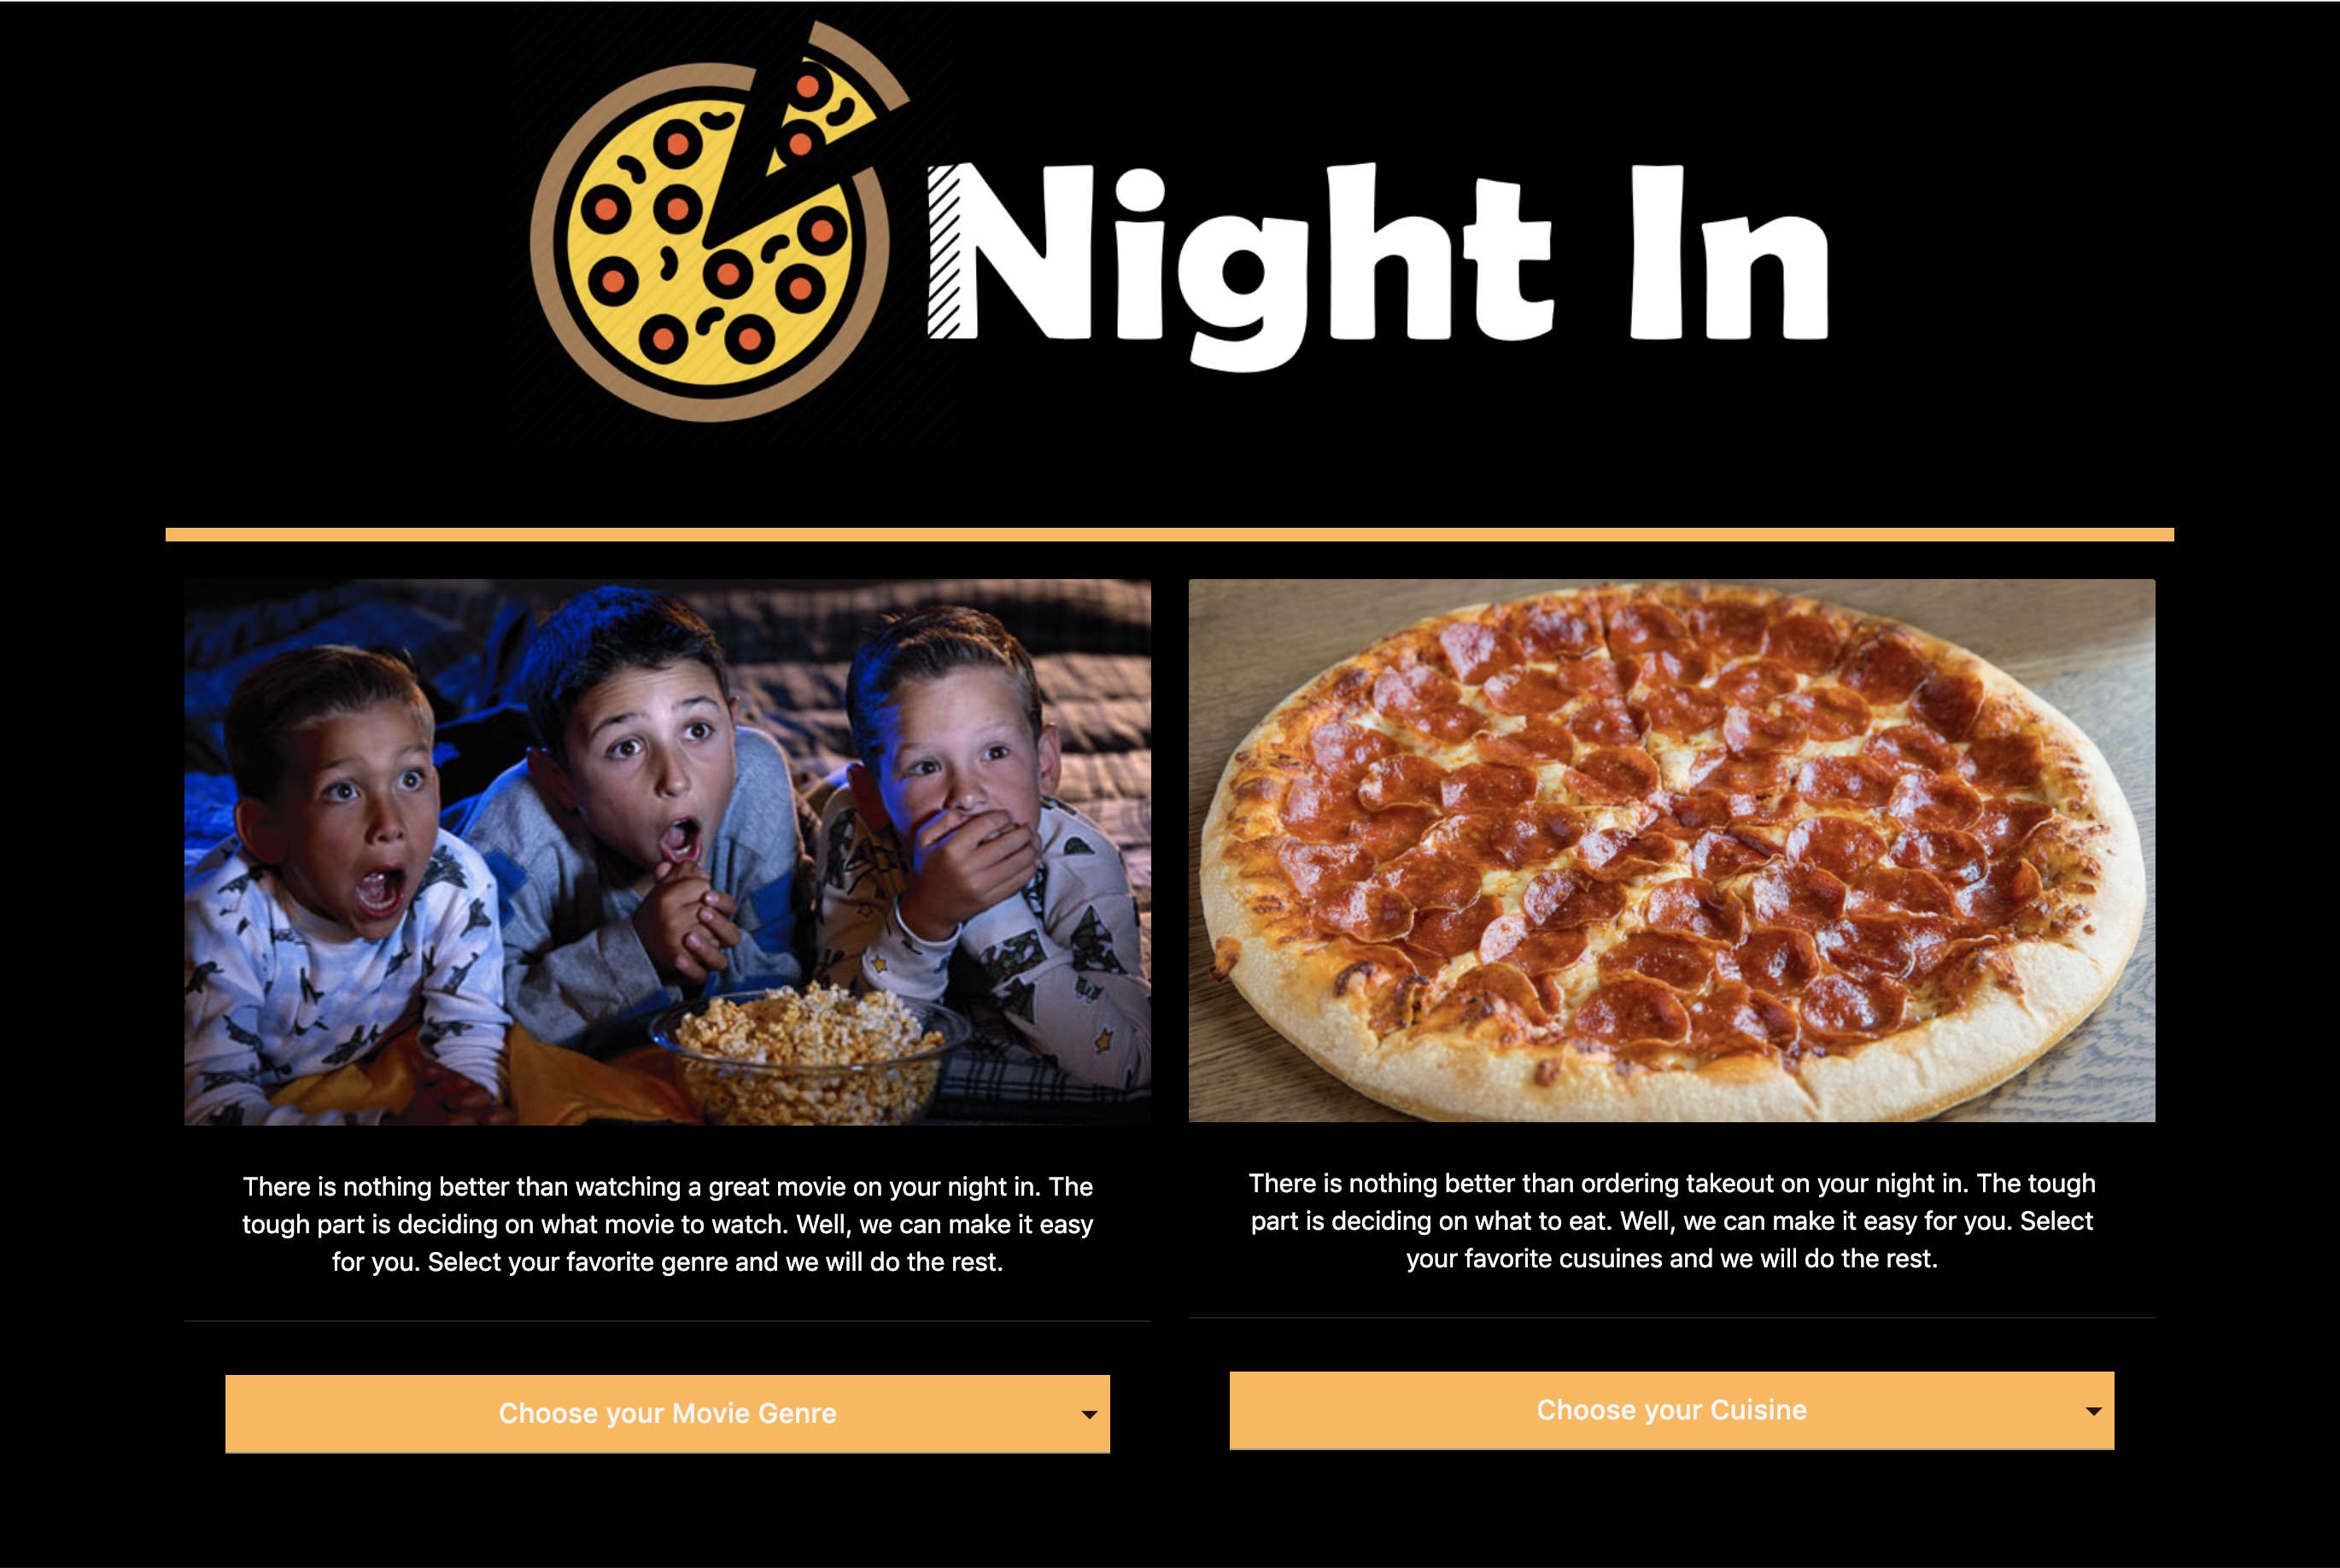 Night In
There is nothing better than watching a great movie on your night in. The
tough part is deciding on what movie to watch. Well, we can make it easy
for you. Select your favorite genre and we will do the rest.
Choose your Movie Genre
There is nothing better than ordering takeout on your night in. The tough
part is deciding on what to eat. Well, we can make it easy for you. Select
your favorite cusuines and we will do the rest.
Choose your Cuisine